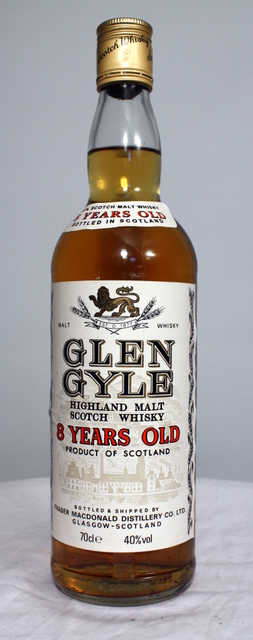 Scotch Whisky
SCOTCH MALT WHISKY
8 YEARS OLD
BOTTLED IN SCOTLAND
MALT WHISKY
GLEN
GYLE
HIGHLAND MALT
SCOTCH WHISKY
8 YEARS OLD
PRODUCT OF SCOTLAND
BOTTLED & SHIPPED BY
FRASER MACDONALD DISTILLERY CO. LTD.
GLASGOW-SCOTLAND
70cl e 40%vol